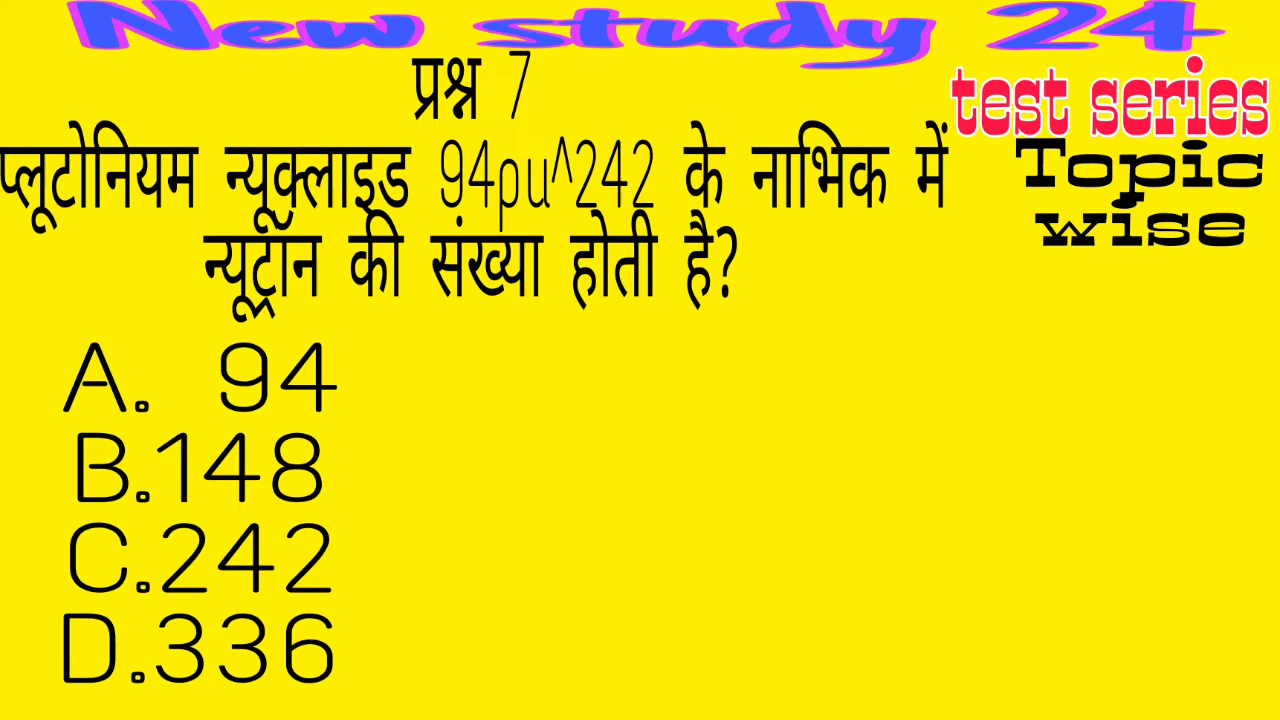 New study 24
test series
Topic
wise
प्रश्न 7
प्लूटोनियम न्यूक्लाइड 94pu^242 के नाभिक में
न्यूट्रॉन की संख्या होती है?
A. 94
B.148
C.242
D.336